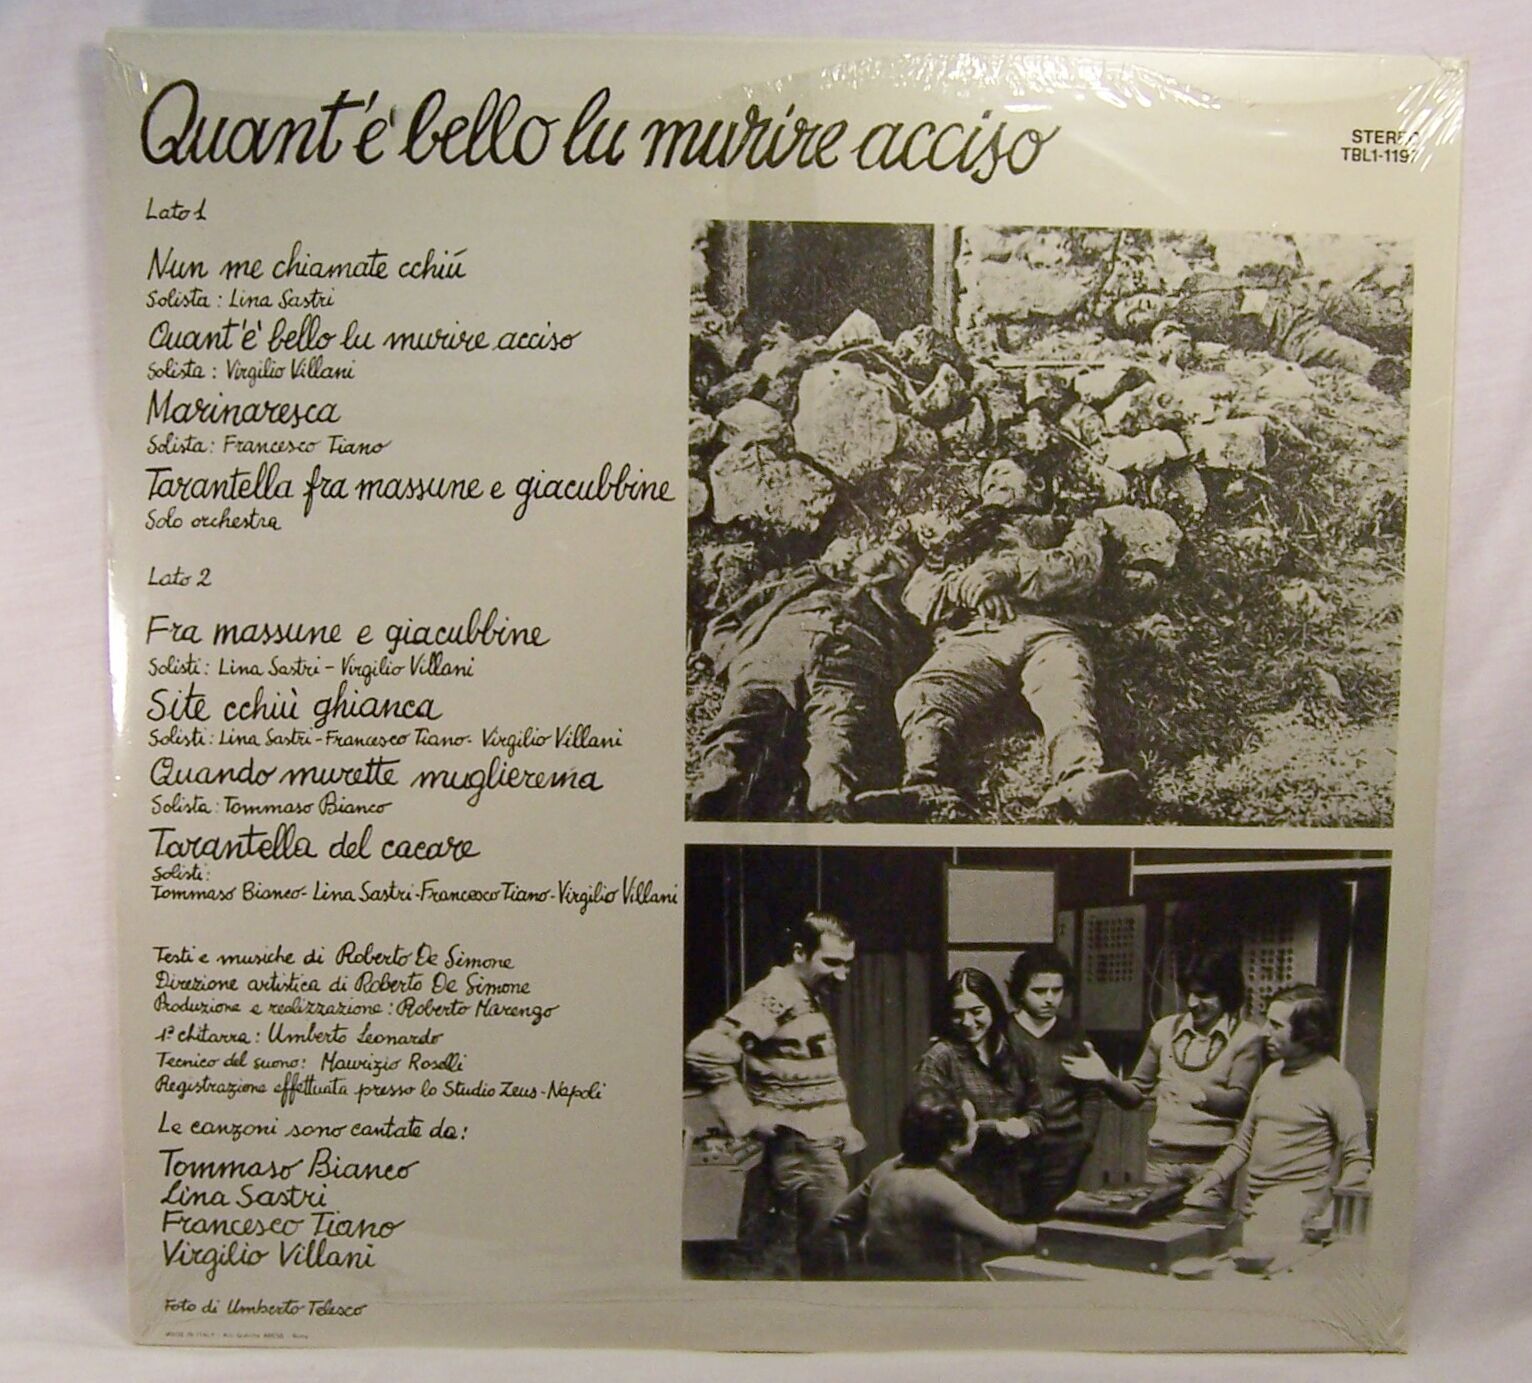 Quant'è bello lu murire acciso
STEREO
TBL1-1197
Lato 1
Nun me chiamate cchiú
Solista: Lina Sastri
Quant'è bello lu murire acciso
Solista: Virgilio Villani
Marinaresca
Solista: Francesco Tiano
Tarantella fra massune e giacubbine
Solo orchestra
Lato 2
Fra massune e giacubbine
Solisti: Lina Sastri - Virgilio Villani
Site cchiù ghianca
Solisti: Lina Sastri - Francesco Tiano - Virgilio Villani
Quando murette muglierema
Solista: Tommaso Bianco
Tarantella del cacare
Solisti:
Tommaso Bianco - Lina Sastri - Francesco Tiano - Virgilio Villani
Testi e musiche di Roberto De Simone
Direzione artistica di Roberto De Simone
Produzione e realizzazione: Roberto Marengo
1ª chitarra: Umberto Leonardo
Tecnico del suono: Maurizio Roselli
Registrazione effettuata presso lo Studio Zeus - Napoli
Le canzoni sono cantate da:
Tommaso Bianco
Lina Sastri
Francesco Tiano
Virgilio Villani
Foto di Umberto Telesco
MADE IN ITALY